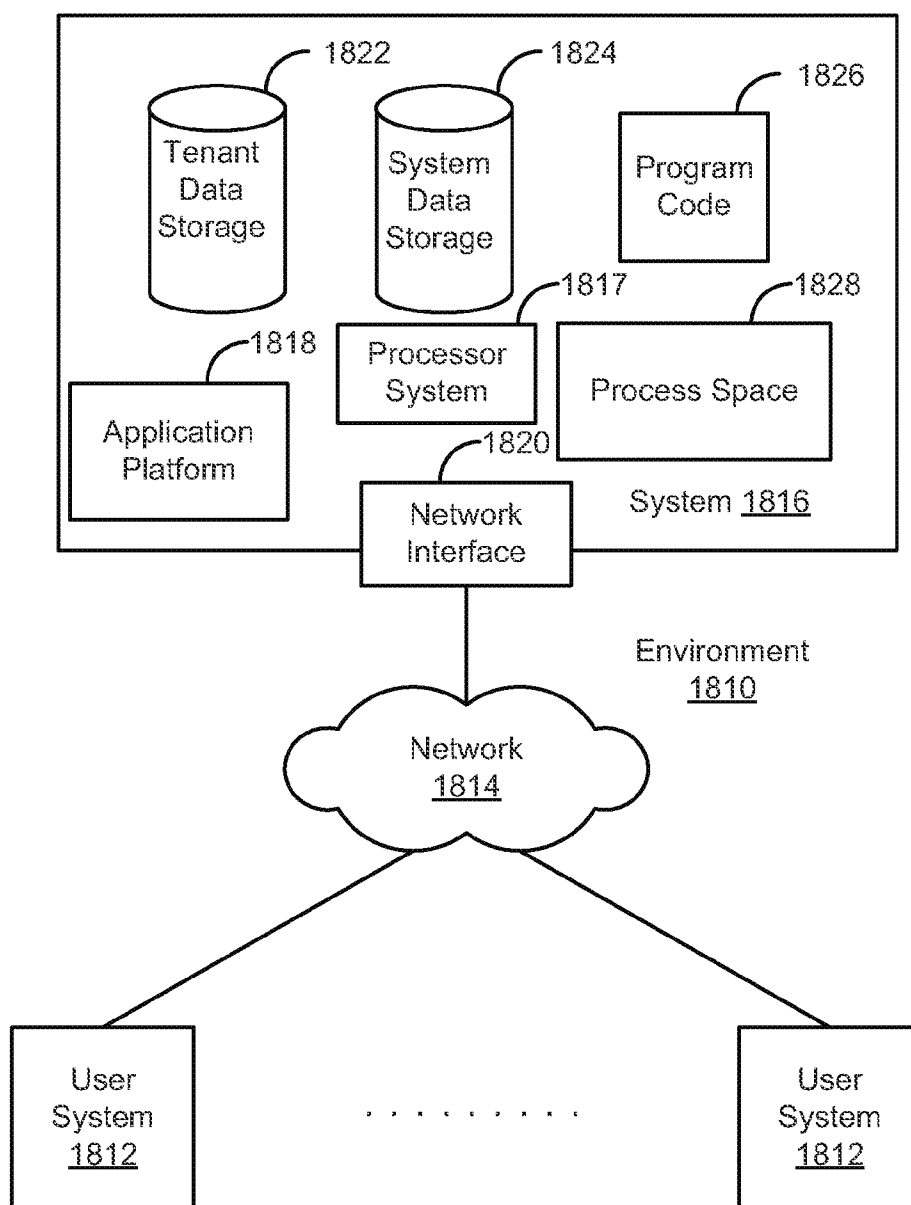 1822
1824
1826
Tenant
Data
Storage
System
Data
Storage
Program
Code
1817
1828
1818
Processor
System
Process Space
Application
Platform
1820
System 1816
Network
Interface
Environment
1810
Network
1814
User
System
1812
. . . . . . . . .
User
System
1812